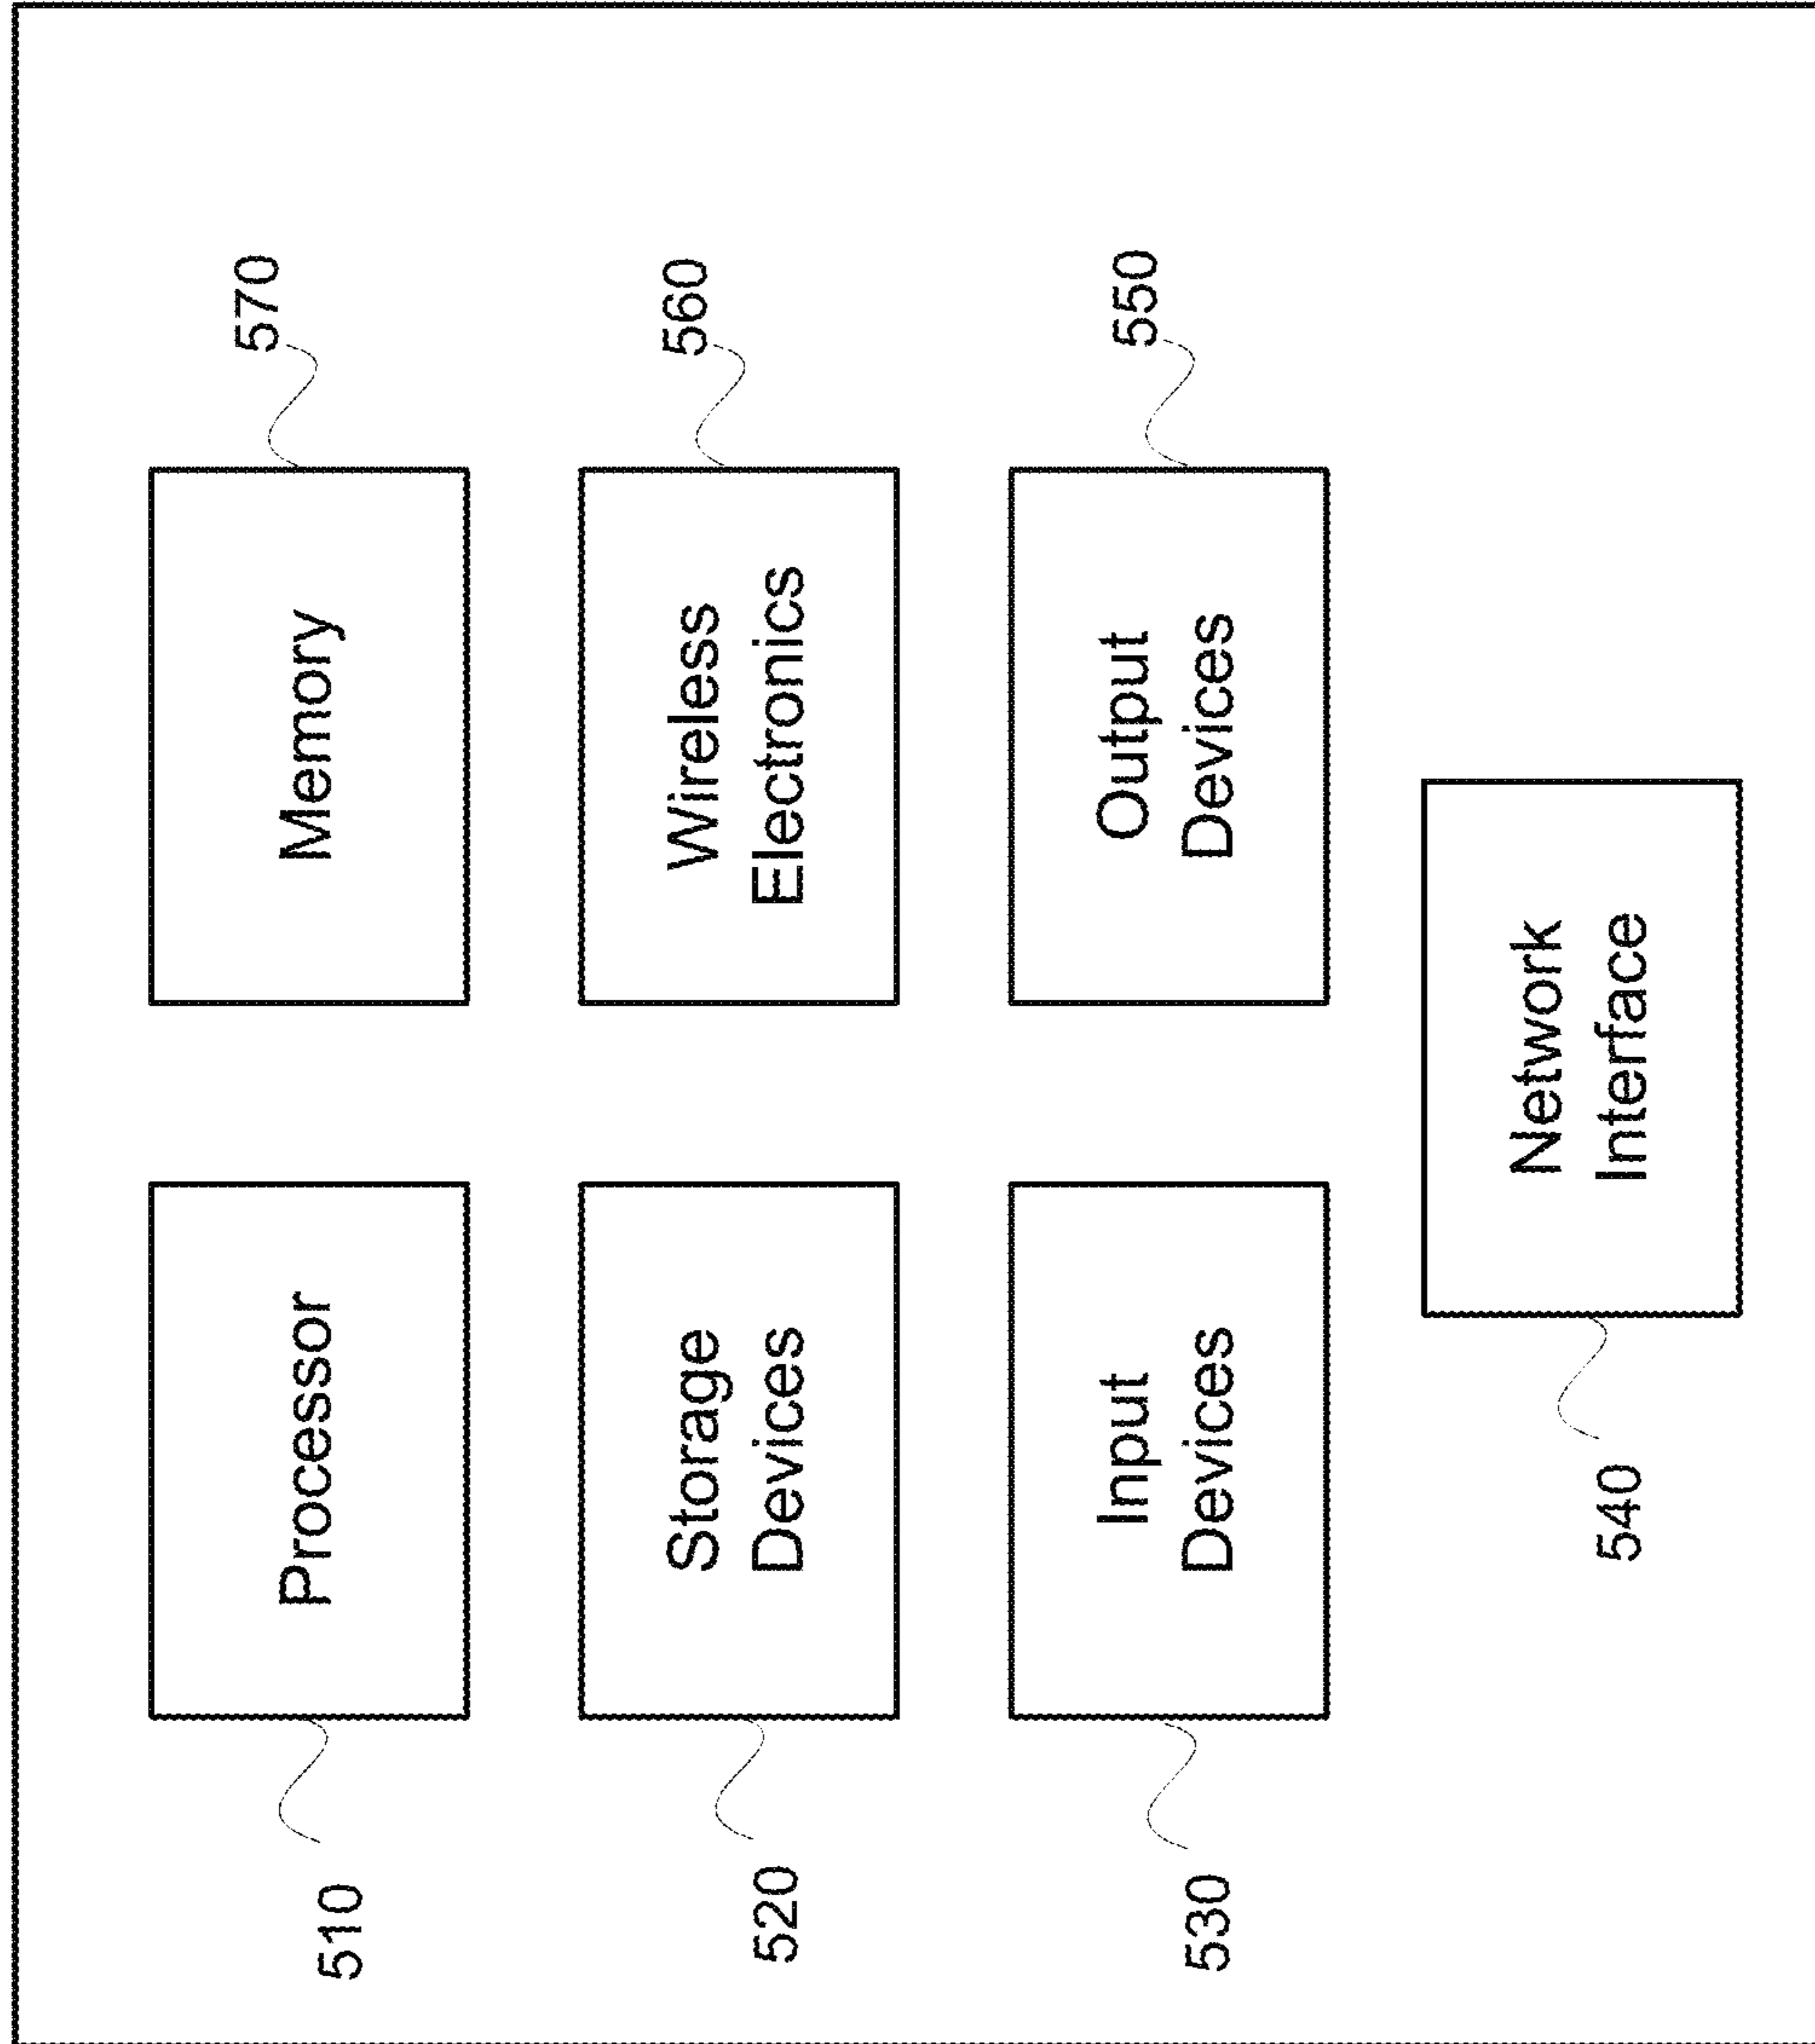 510
Processor
Memory
570
520
Storage
Devices
Wireless
Electronics
560
530
Input
Devices
Output
Devices
550
540
Network
Interface